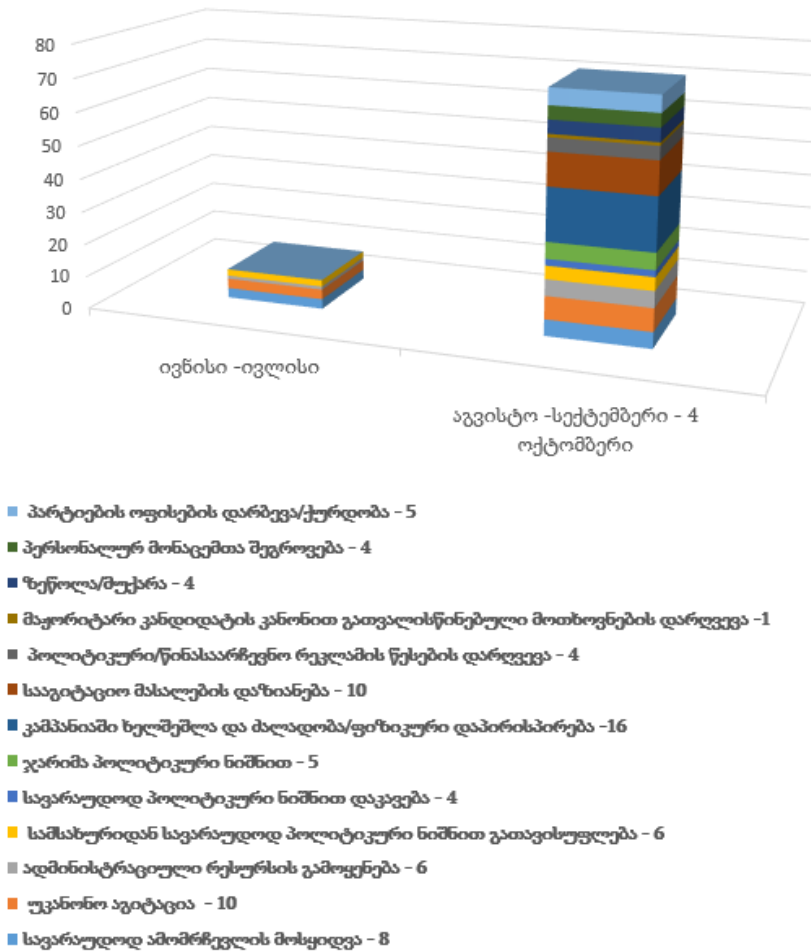 80
70
60
50
40
30
20
10
0
ივნისი -ივლისი
აგვისტო -სექტემბერი - 4
ოქტომბერი
პარტიების ოფისების დარბევა/ქურდობა - 5
პერსონალურ მონაცემთა შეგროვება - 4
ზეწოლა/მუქარა - 4
მაჟორიტარი კანდიდატის კანონით გათვალისწინებული მოთხოვნების დარღვევა -1
პოლიტიკური/წინასაარჩევნო რეკლამის წესების დარღვევა - 4
სააგიტაციო მასალების დაზიანება - 10
კამპანიაში ხელშეშლა და ძალადობა/ფიზიკური დაპირისპირება -16
ჯარიმა პოლიტიკური ნიშნით - 5
სავარაუდოდ პოლიტიკური ნიშნით დაკავება - 4
სამსახურიდან სავარაუდოდ პოლიტიკური ნიშნით გათავისუფლება - 6
ადმინისტრაციული რესურსის გამოყენება - 6
უკანონო აგიტაცია - 10
სავარაუდოდ ამომრჩევლის მოსყიდვა - 8